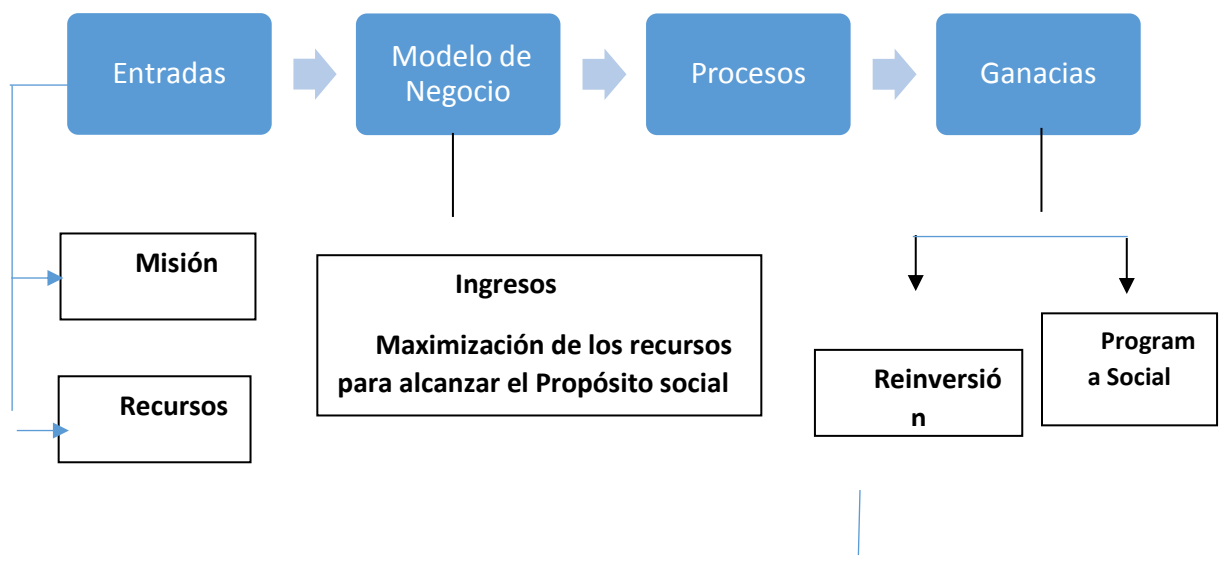 Entradas
Modelo de
Negocio
Procesos
Ganacias
Misión
Recursos
Ingresos
Maximización de los recursos
para alcanzar el Propósito social
Reinversió
n
Program
a Social